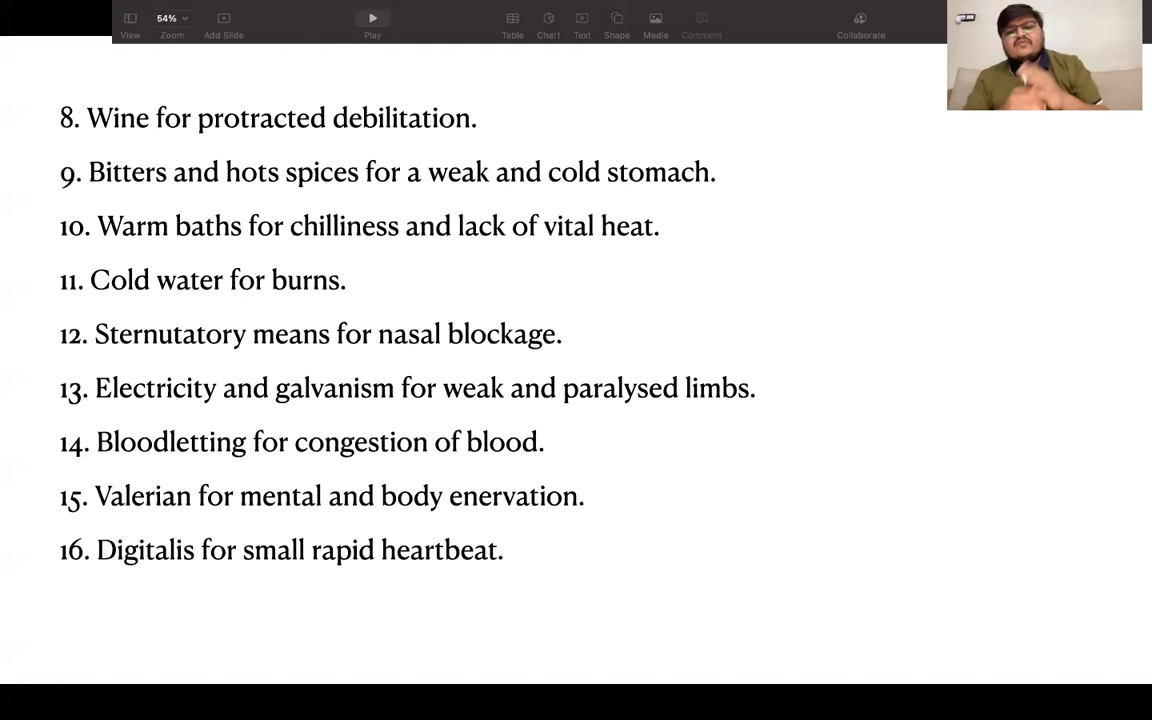 54%
View
Zoom
Add Slide
Play
Table
Chart
Text
Shape
Media
Comment
Collaborate
8. Wine for protracted debilitation.
9. Bitters and hots spices for a weak and cold stomach.
10. Warm baths for chilliness and lack of vital heat.
11. Cold water for burns.
12. Sternutatory means for nasal blockage.
13. Electricity and galvanism for weak and paralysed limbs.
14. Bloodletting for congestion of blood.
15. Valerian for mental and body enervation.
16. Digitalis for small rapid heartbeat.